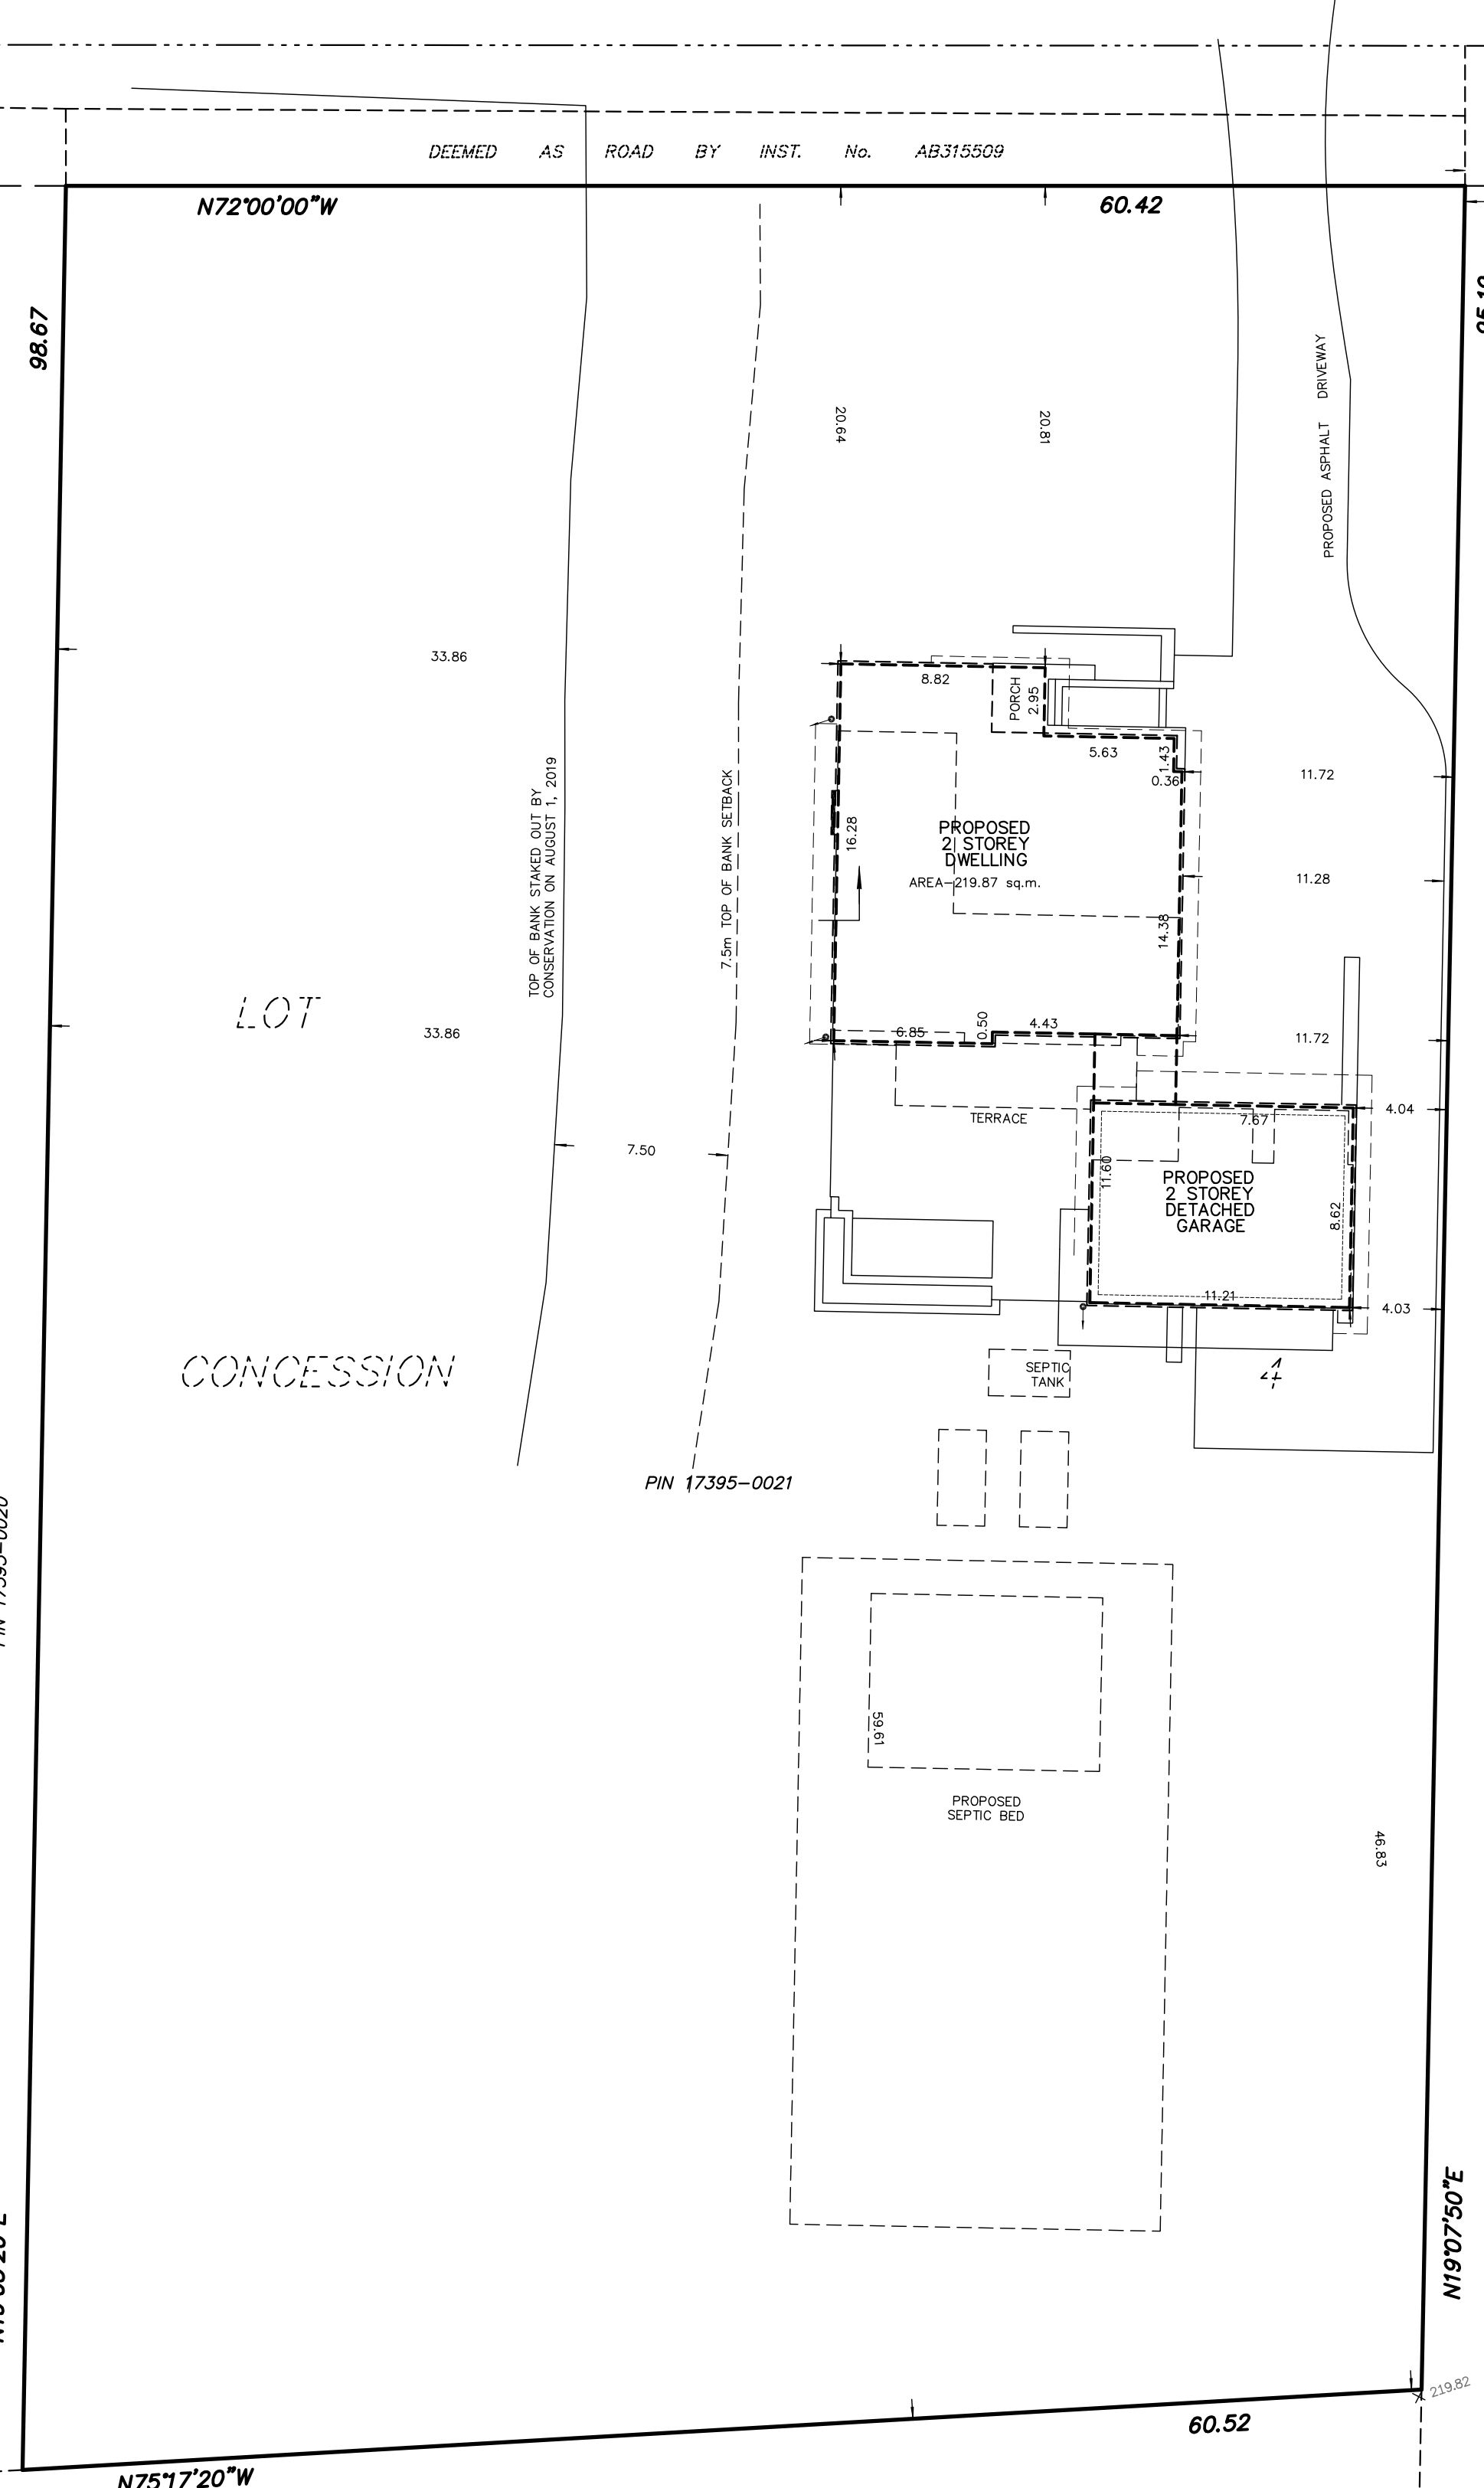 DEEMED AS ROAD BY INST. No. AB315509
N72°00'00"W
60.42
98.67
PROPOSED ASPHALT DRIVEWAY
20.64
20.81
33.86
8.82
PORCH
2.95
5.63
1.43
0.36
11.72
TOP OF BANK STAKED OUT BY
CONSERVATION ON AUGUST 1, 2019
7.5m TOP OF BANK SETBACK
16.28
PROPOSED
2 STOREY
DWELLING
AREA-219.87 sq.m.
11.28
14.38
LOT
33.86
6.85
0.50
4.43
11.72
TERRACE
7.67
4.04
7.50
11.60
PROPOSED
2 STOREY
DETACHED
GARAGE
8.62
11.21
4.03
CONCESSION
SEPTIC
TANK
4
PIN 17395-0021
PIN 17395-0020
59.61
PROPOSED
SEPTIC BED
46.83
N19°07'50"E
219.82
60.52
N75°17'20"W